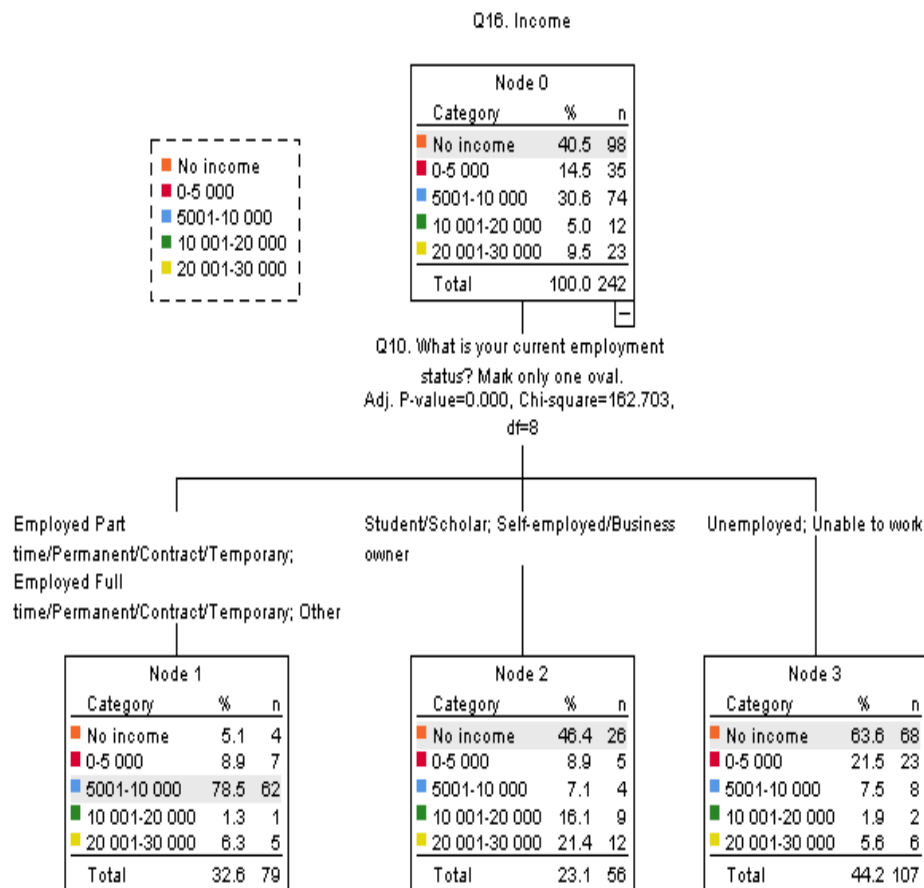 Q16. Income
Node 0
Category % n
No income 40.5 98
0-5 000 14.5 35
5001-10 000 30.6 74
10 001-20 000 5.0 12
20 001-30 000 9.5 23
Total 100.0 242
No income
0-5 000
5001-10 000
10 001-20 000
20 001-30 000
Q10. What is your current employment
status? Mark only one oval.
Adj. P-value=0.000, Chi-square=162.703,
df=8
Employed Part
time/Permanent/Contract/Temporary;
Employed Full
time/Permanent/Contract/Temporary; Other
Student/Scholar; Self-employed/Business
owner
Unemployed; Unable to work
Node 1
Category % n
No income 5.1 4
0-5 000 8.9 7
5001-10 000 78.5 62
10 001-20 000 1.3 1
20 001-30 000 6.3 5
Total 32.6 79
Node 2
Category % n
No income 46.4 26
0-5 000 8.9 5
5001-10 000 7.1 4
10 001-20 000 16.1 9
20 001-30 000 21.4 12
Total 23.1 56
Node 3
Category % n
No income 63.6 68
0-5 000 21.5 23
5001-10 000 7.5 8
10 001-20 000 1.9 2
20 001-30 000 5.6 6
Total 44.2 107